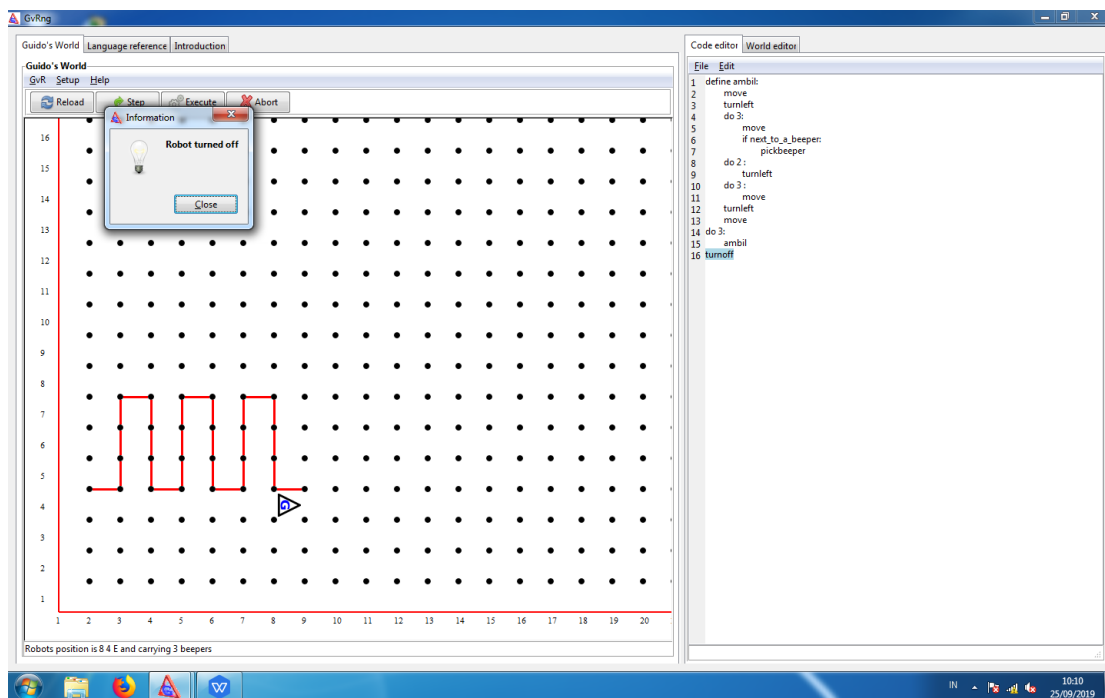 GvRng
Guido's World Language reference Introduction
Guido's World
GvR Setup Help
Reload Step Execute Abort
Information
Robot turned off
Close
16
15
14
13
12
11
10
9
8
7
6
5
4
3
2
1
G
1 2 3 4 5 6 7 8 9 10 11 12 13 14 15 16 17 18 19 20
Robots position is 8 4 E and carrying 3 beepers
Code editor World editor
File Edit
1 define ambil:
2 move
3 turnleft
4 do 3:
5 move
6 if next_to_a_beeper:
7 pickbeeper
8 do 2 :
9 turnleft
10 do 3 :
11 move
12 turnleft
13 move
14 do 3:
15 ambil
16 turnoff
IN
10:10
25/09/2019